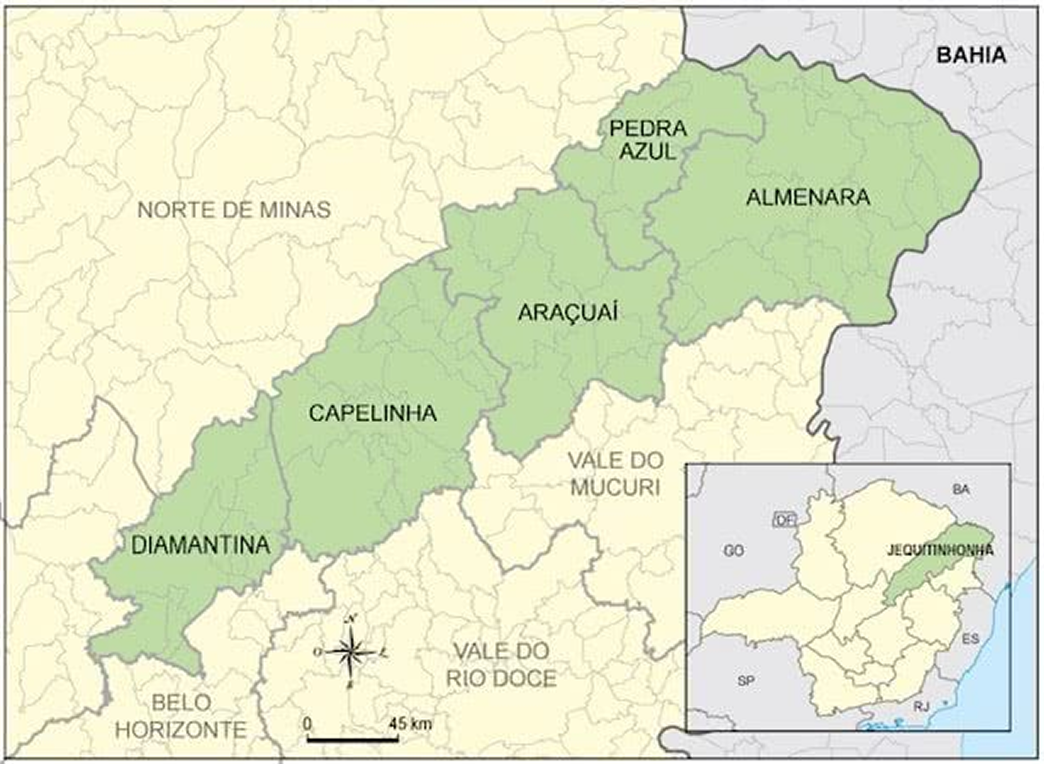 BAHIA
PEDRA
AZUL
ALMENARA
NORTE DE MINAS
ARAÇUAÍ
CAPELINHA
VALE DO
MUCURI
DIAMANTINA
BA
DF
GO
JEQUITINHONHA
ES
SP
RJ
N
O
L
S
VALE DO
RIO DOCE
BELO
HORIZONTE
0 45 km